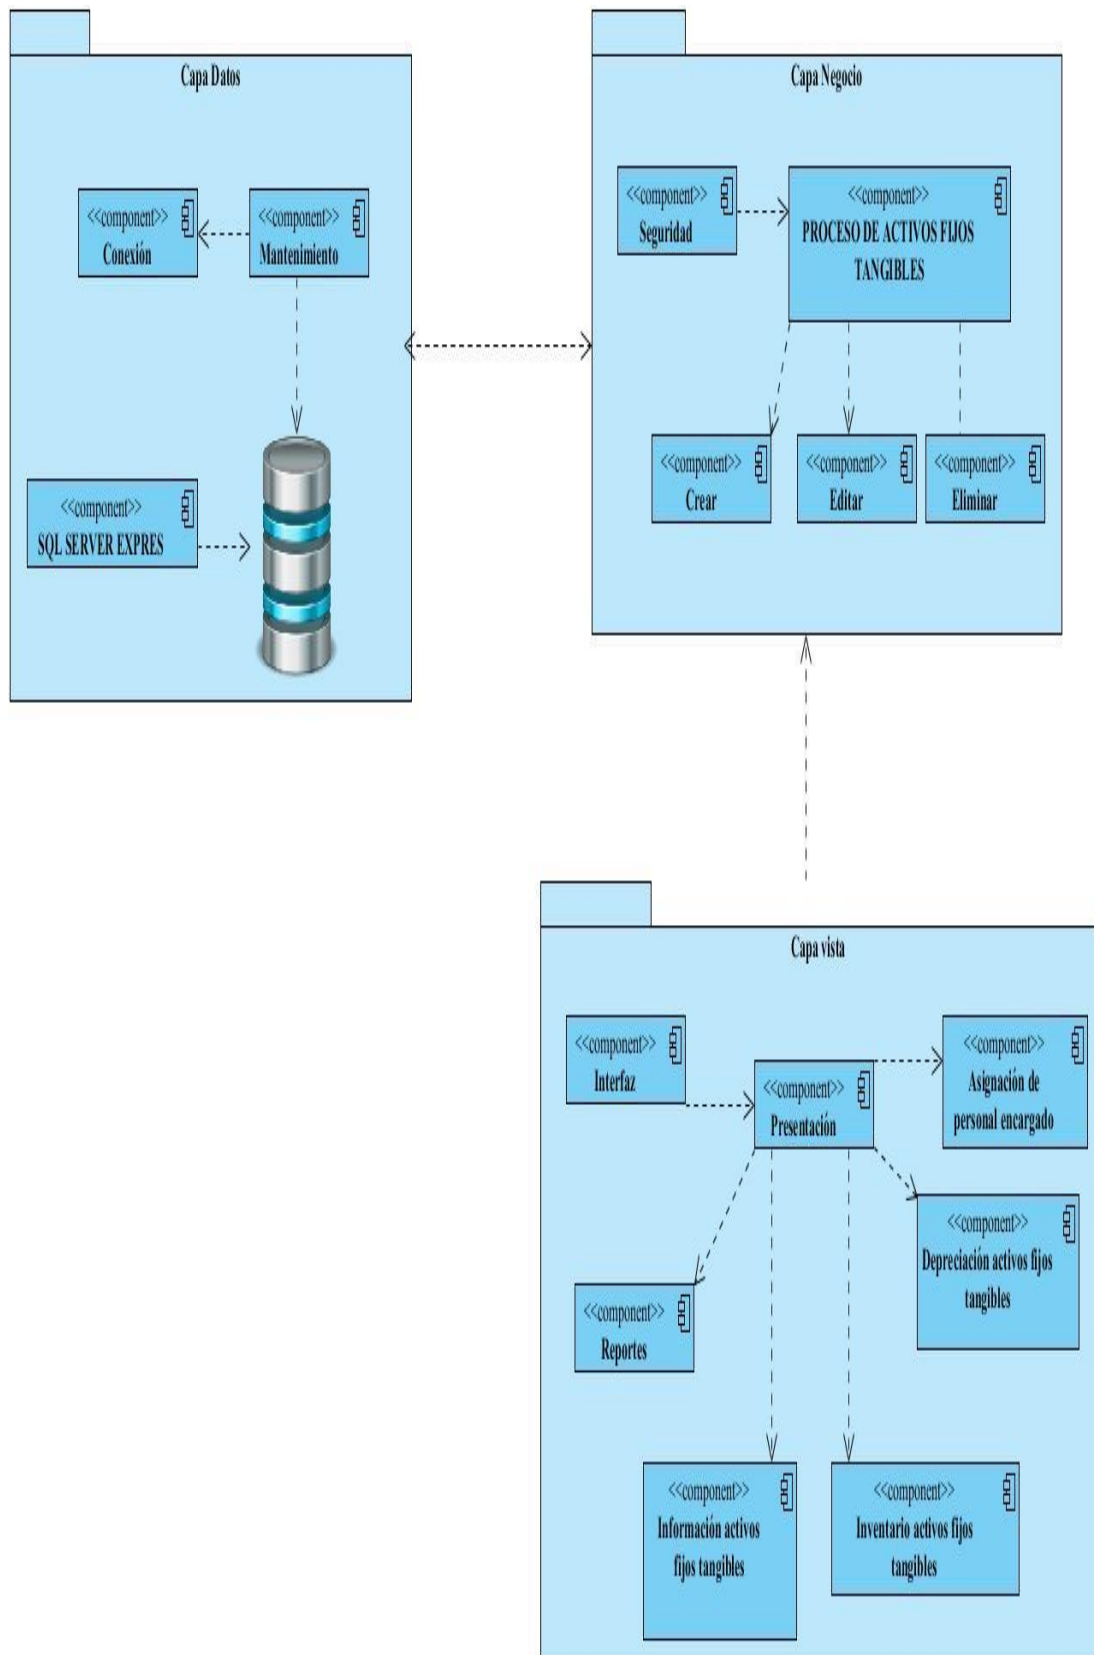 Capa Datos
<<component>>
Conexión
<<component>>
Mantenimiento
<<component>>
SQL SERVER EXPRES
Capa Negocio
<<component>>
Seguridad
<<component>>
PROCESO DE ACTIVOS FIJOS
TANGIBLES
<<component>>
Crear
<<component>>
Editar
<<component>>
Eliminar
Capa vista
<<component>>
Interfaz
<<component>>
Presentación
<<component>>
Asignación de
personal encargado
<<component>>
Depreciación activos fijos
tangibles
<<component>>
Reportes
<<component>>
Información activos
fijos tangibles
<<component>>
Inventario activos fijos
tangibles